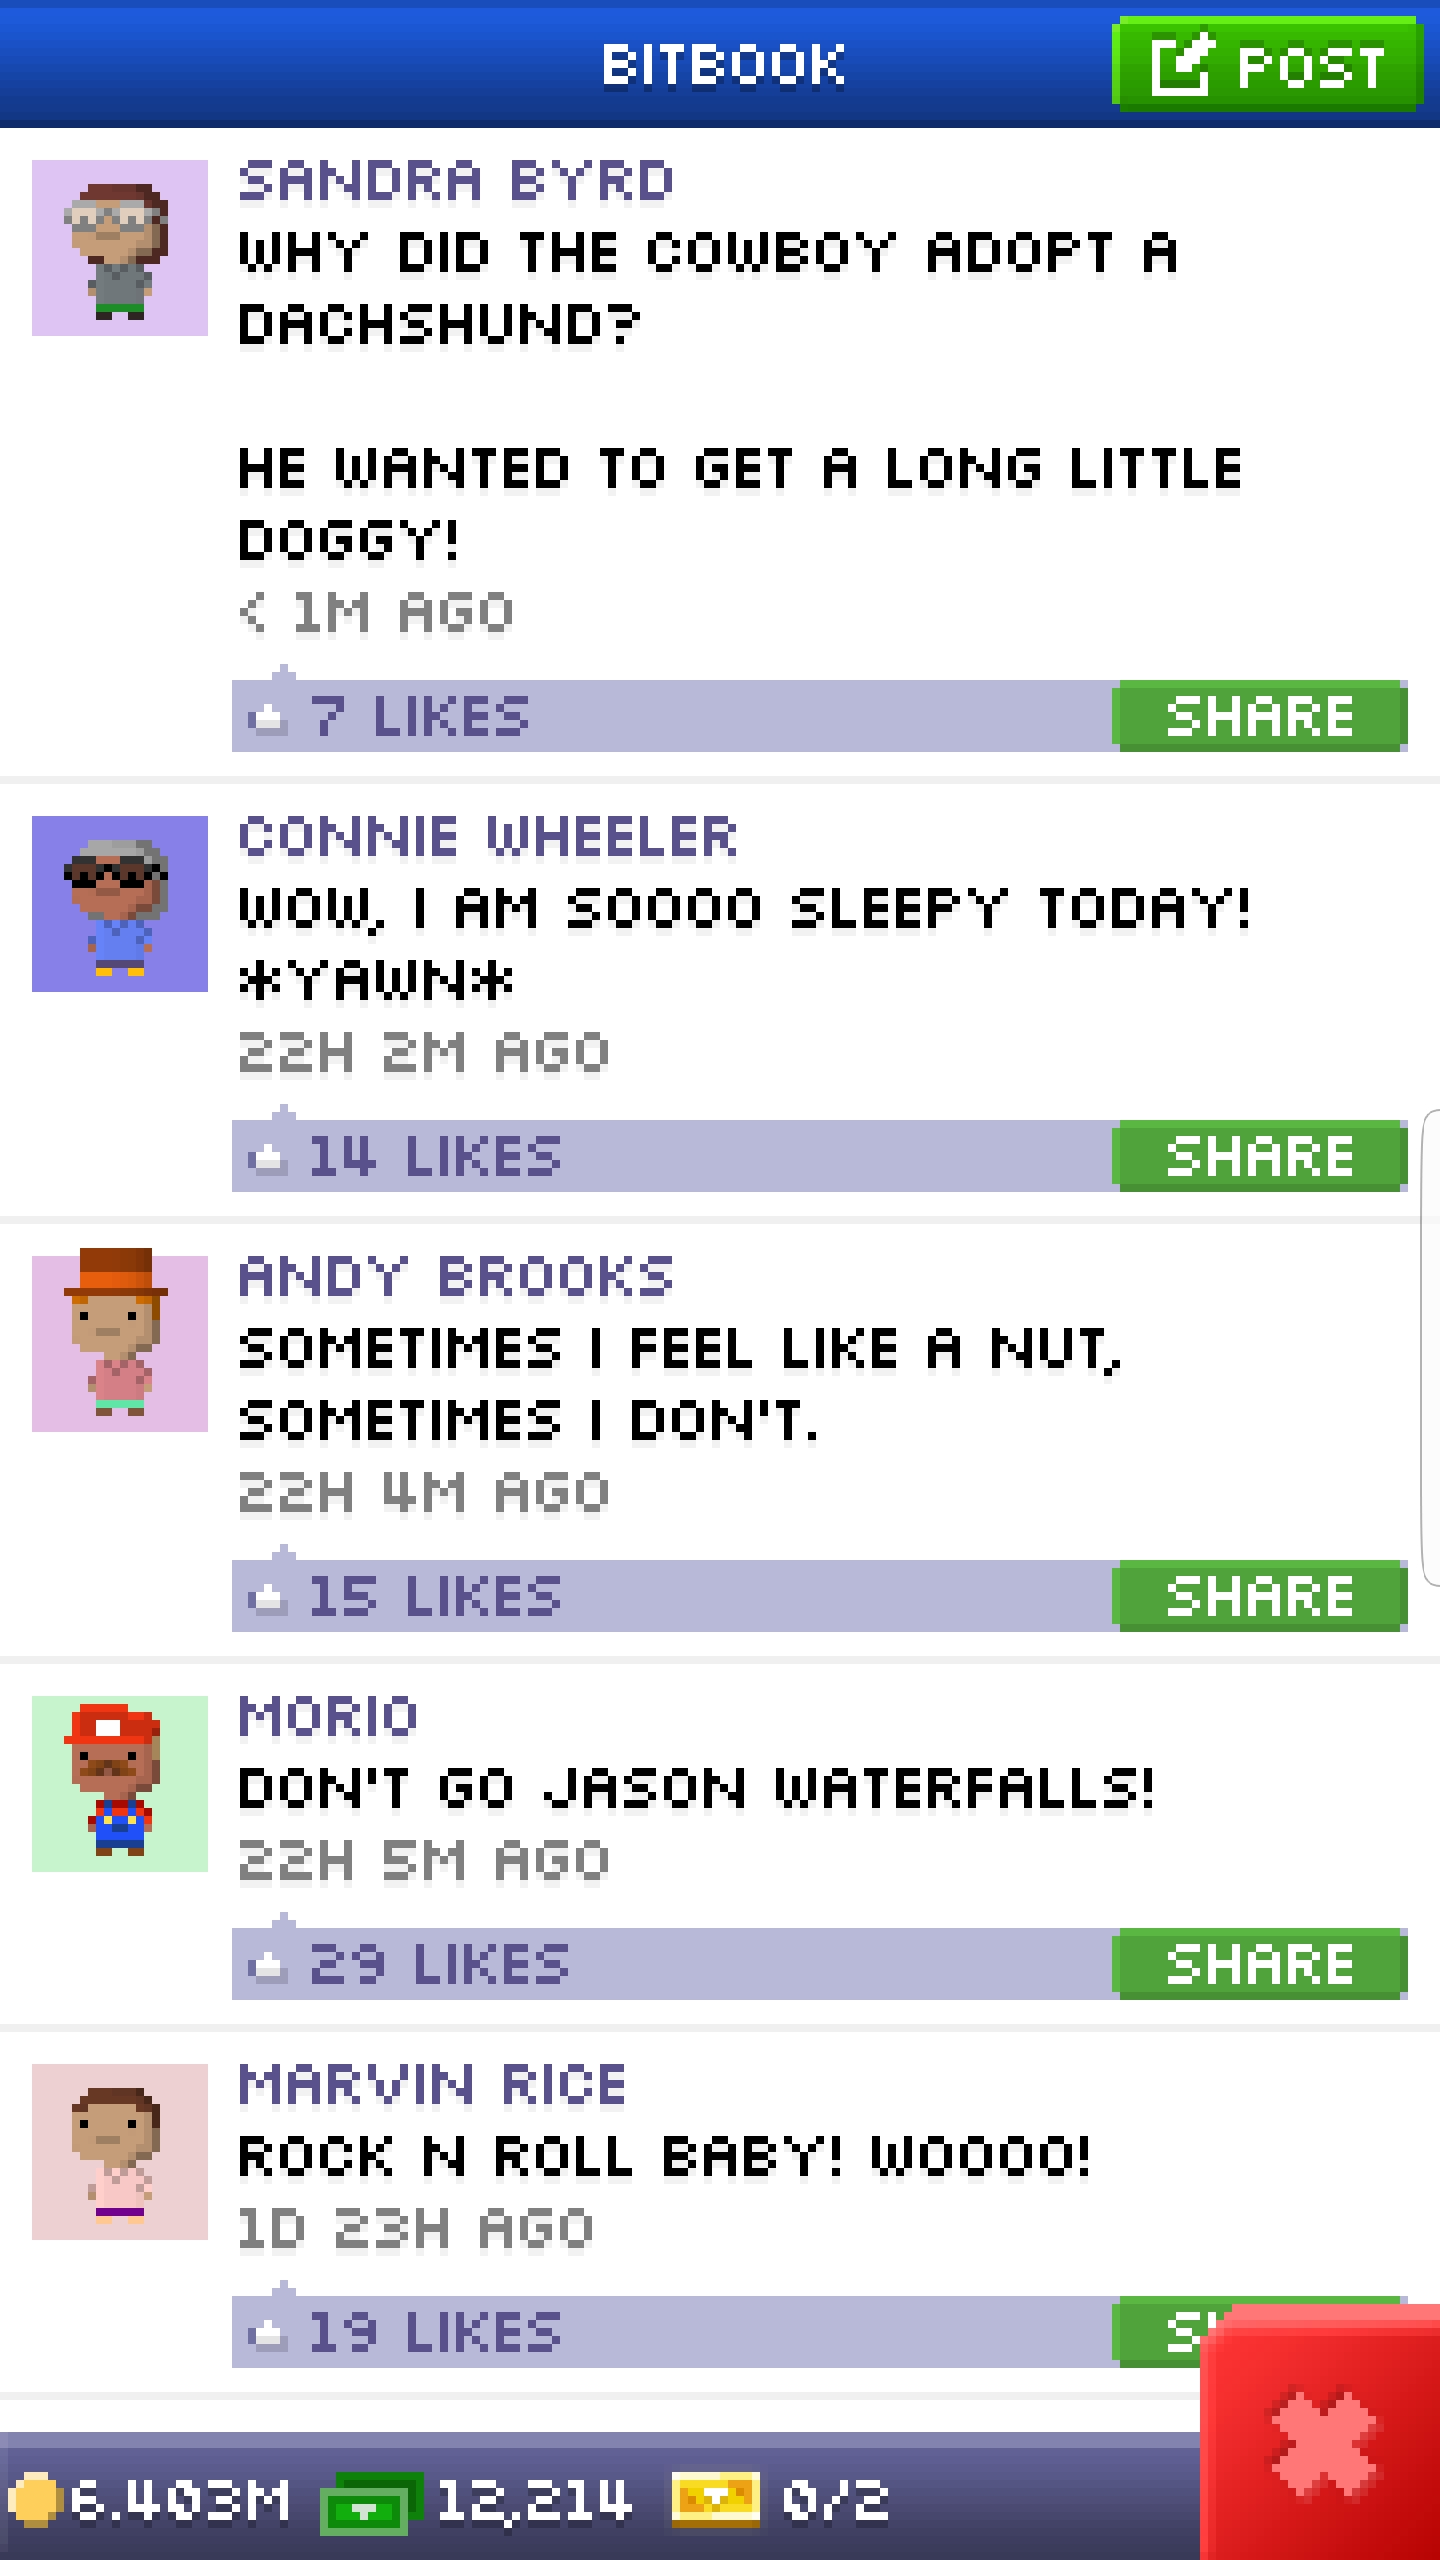 BITBOOK
POST
SANDRA BYRD
WHY DID THE COWBOY ADOPT A
DACHSHUND?
HE WANTED TO GET A LONG LITTLE
DOGGY!
< 1M AGO
7 LIKES
SHARE
CONNIE WHEELER
WOW, I AM SOOOO SLEEPY TODAY!
*YAWN*
22H 2M AGO
14 LIKES
SHARE
ANDY BROOKS
SOMETIMES I FEEL LIKE A NUT,
SOMETIMES I DON'T.
22H 4M AGO
15 LIKES
SHARE
MORIO
DON'T GO JASON WATERFALLS!
22H 5M AGO
29 LIKES
SHARE
MARVIN RICE
ROCK N ROLL BABY! WOOOO!
1D 23H AGO
19 LIKES
6.403M
12,214
0/2